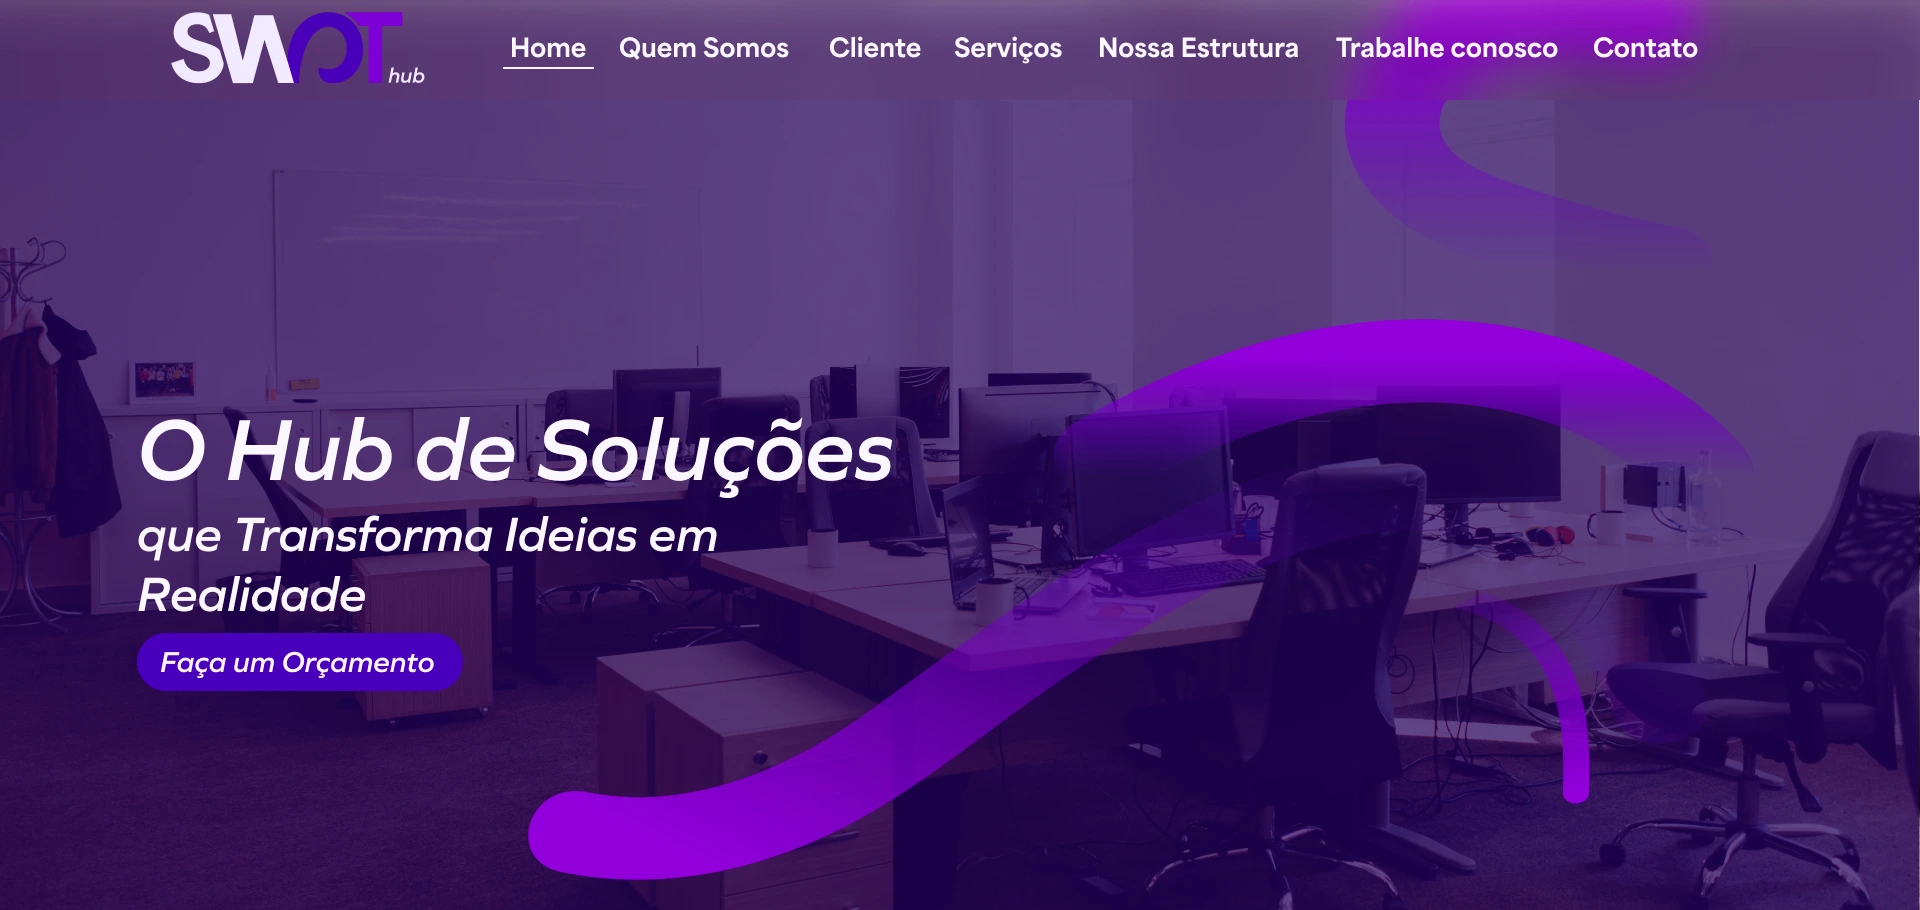 SWOT hub
Home Quem Somos Cliente Serviços Nossa Estrutura Trabalhe conosco Contato
O Hub de Soluções
que Transforma Ideias em
Realidade
Faça um Orçamento